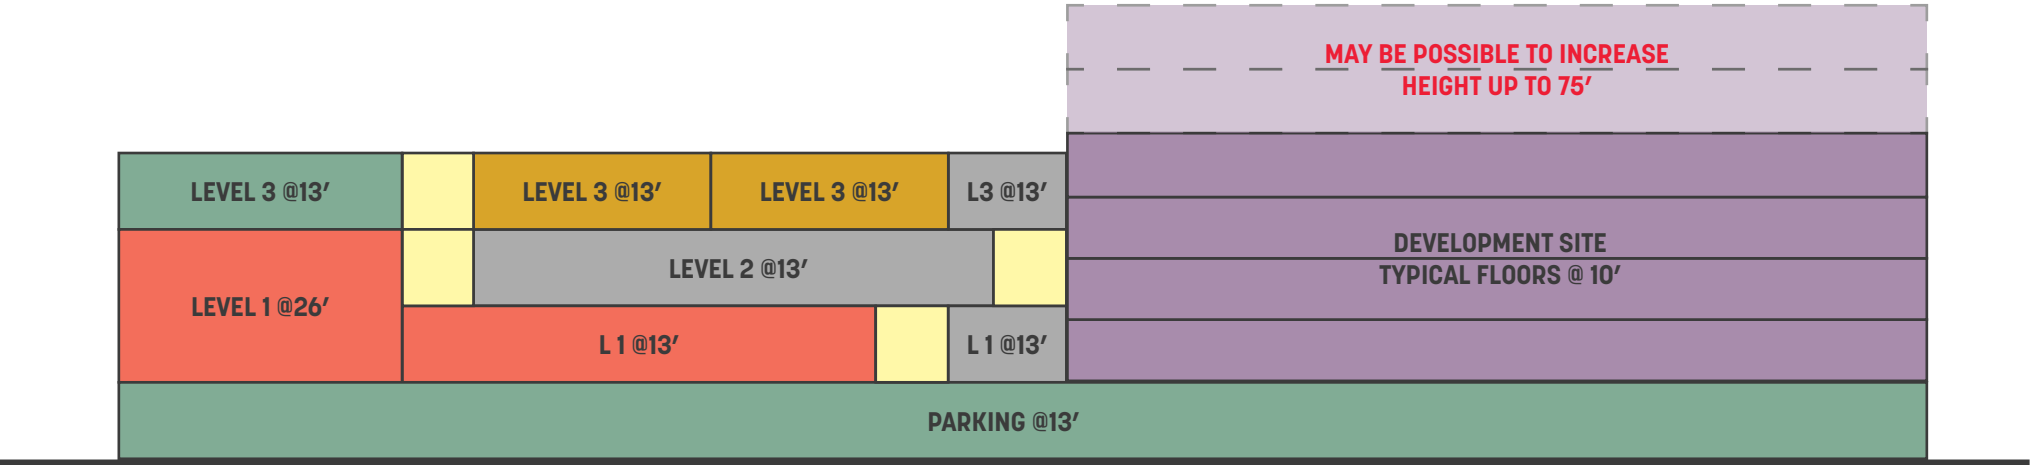 MAY BE POSSIBLE TO INCREASE
HEIGHT UP TO 75′
LEVEL 3 @13′
LEVEL 3 @13′
LEVEL 3 @13′
L3 @13′
DEVELOPMENT SITE
TYPICAL FLOORS @ 10′
LEVEL 2 @13′
LEVEL 1 @26′
L 1 @13′
L 1 @13′
PARKING @13′